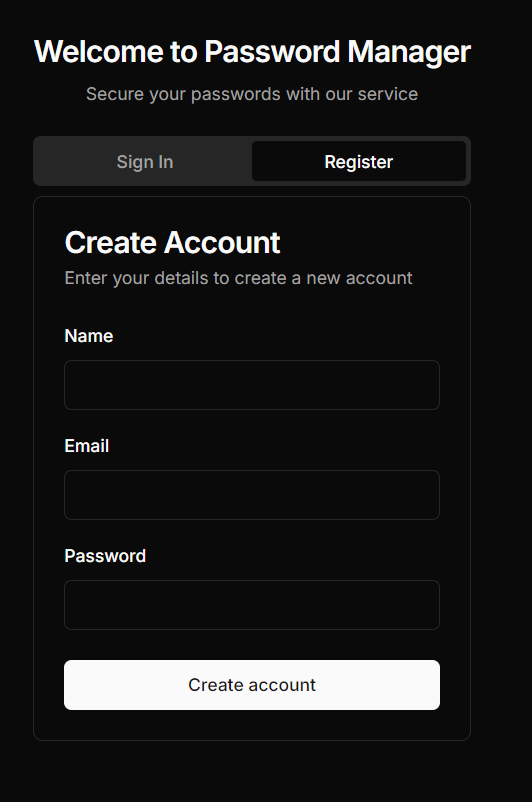 Welcome to Password Manager
Secure your passwords with our service
Sign In
Register
Create Account
Enter your details to create a new account
Name
Email
Password
Create account